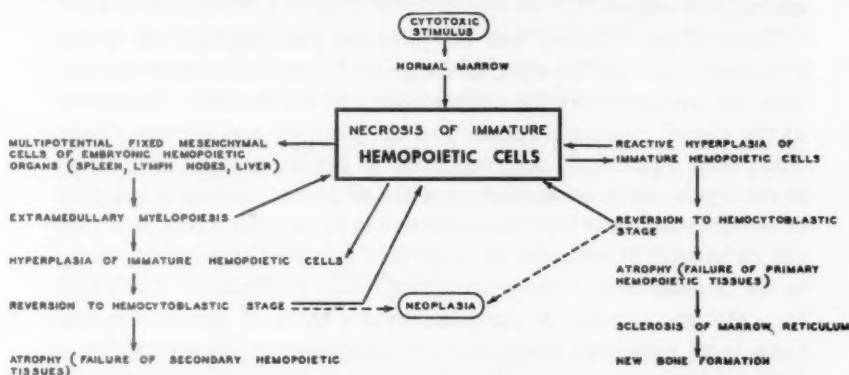 CYTOTOXIC
STIMULUS
NORMAL MARROW
NECROSIS OF IMMATURE
HEMOPOIETIC CELLS
MULTIPOTENTIAL FIXED MESENCHYMAL
CELLS OF EMBRYONIC HEMOPOIETIC
ORGANS (SPLEEN, LYMPH NODES, LIVER)
EXTRAMEDULLARY MYELOPOIESIS
HYPERPLASIA OF IMMATURE HEMOPOIETIC CELLS
REVERSION TO HEMOCYTOBLASTIC STAGE
ATROPHY (FAILURE OF SECONDARY HEMOPOIETIC
TISSUES)
NEOPLASIA
REACTIVE HYPERPLASIA OF
IMMATURE HEMOPOIETIC CELLS
REVERSION TO HEMOCYTOBLASTIC
STAGE
ATROPHY (FAILURE OF PRIMARY
HEMOPOIETIC TISSUES)
SCLEROSIS OF MARROW RETICULUM
NEW BONE FORMATION